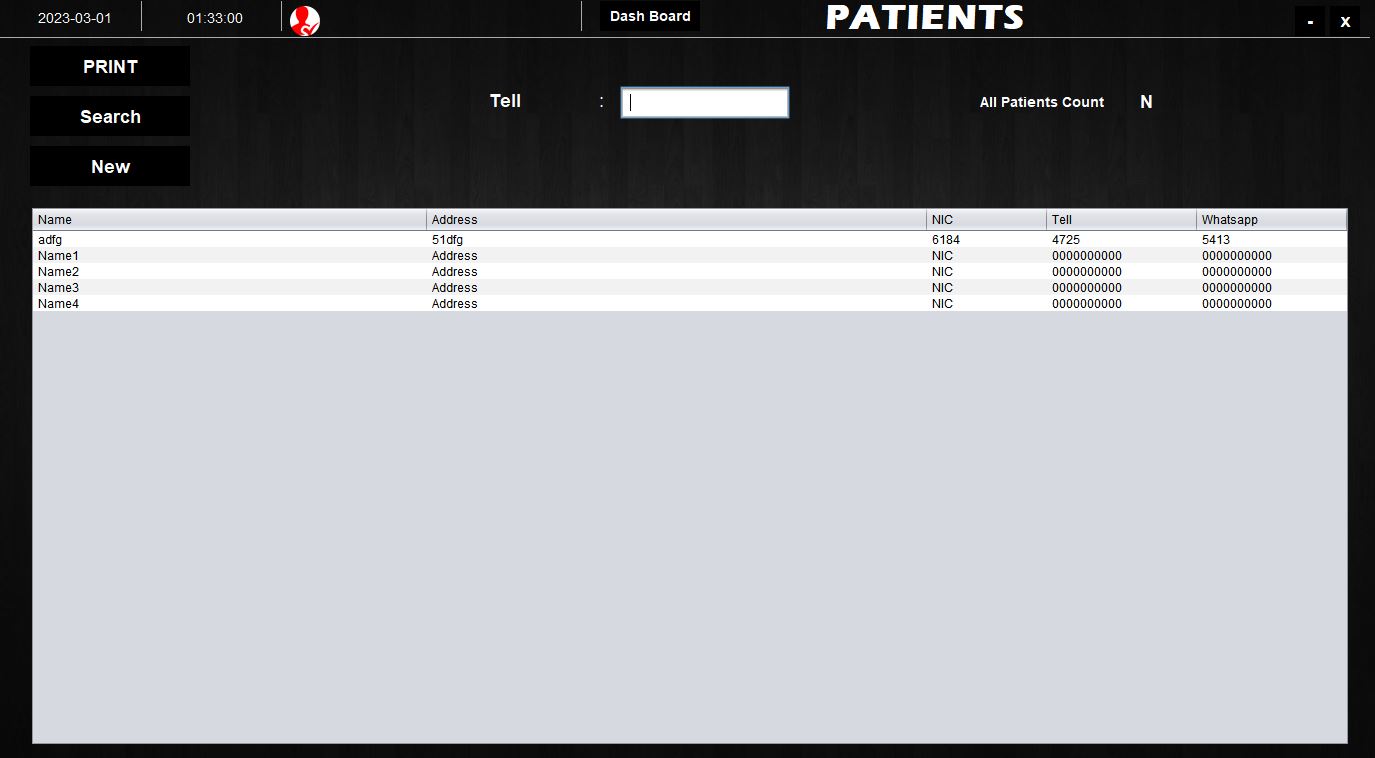 2023-03-01 01:33:00 Dash Board PATIENTS - x
PRINT
Search
New
Tell : All Patients Count N
Name Address NIC Tell Whatsapp
adfg 51dfg 6184 4725 5413
Name1 Address NIC 0000000000 0000000000
Name2 Address NIC 0000000000 0000000000
Name3 Address NIC 0000000000 0000000000
Name4 Address NIC 0000000000 0000000000